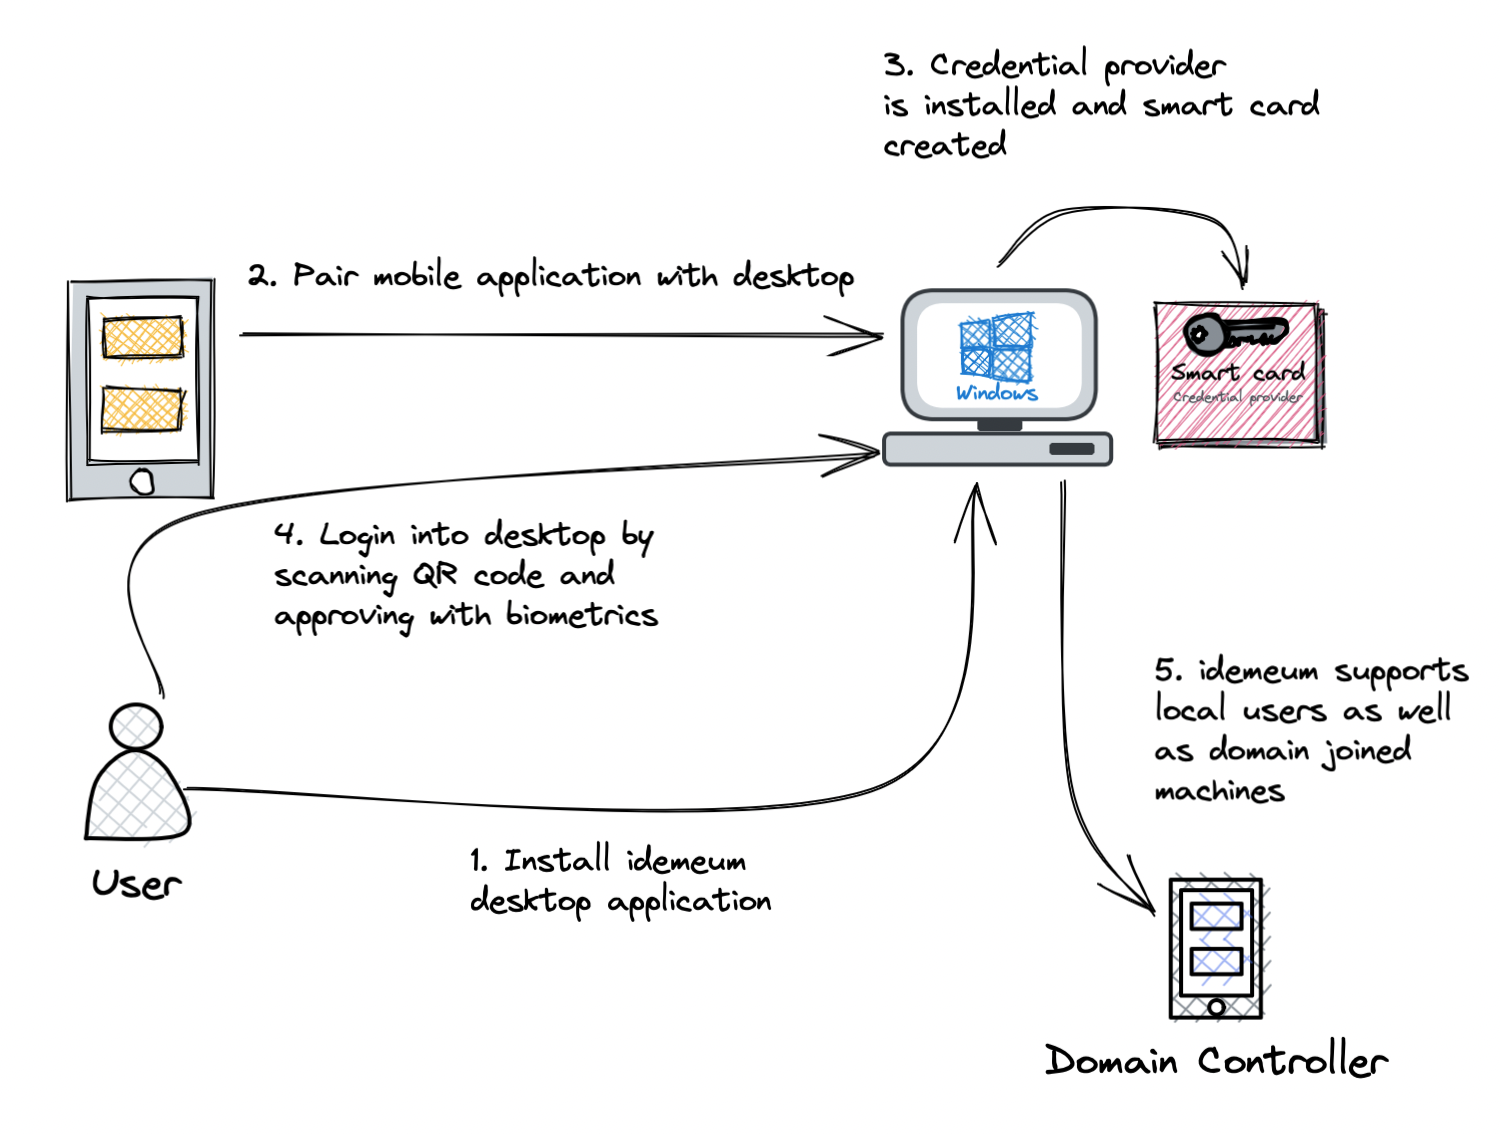 3. Credential provider
is installed and smart card
created
2. Pair mobile application with desktop
Windows
Smart card
Credential provider
4. Login into desktop by
scanning QR code and
approving with biometrics
5. idemeum supports
local users as well
as domain joined
machines
User
1. Install idemeum
desktop application
Domain Controller